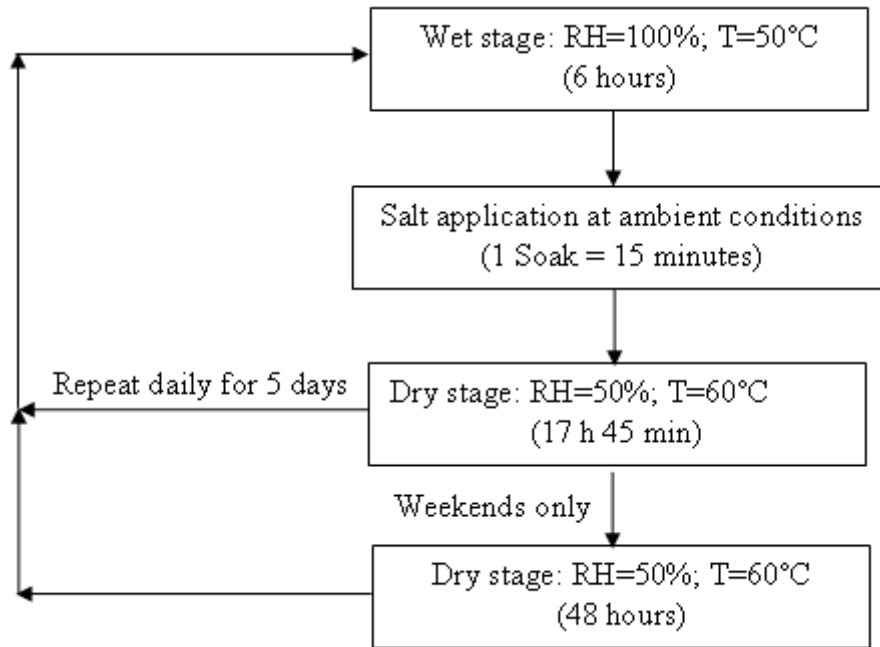 Wet stage: RH=100%; T=50°C
(6 hours)
Salt application at ambient conditions
(1 Soak = 15 minutes)
Repeat daily for 5 days
Dry stage: RH=50%; T=60°C
(17 h 45 min)
Weekends only
Dry stage: RH=50%; T=60°C
(48 hours)